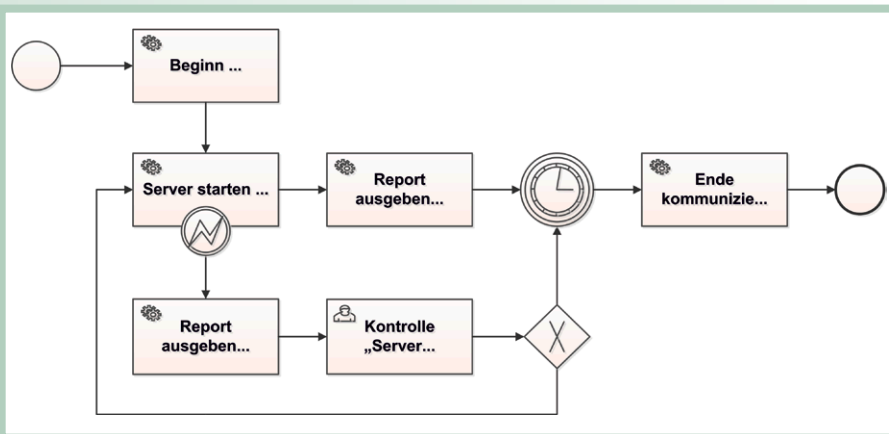 Beginn ...
Server starten ...
Report
ausgeben...
Ende
kommunizie...
Report
ausgeben...
Kontrolle
„Server...